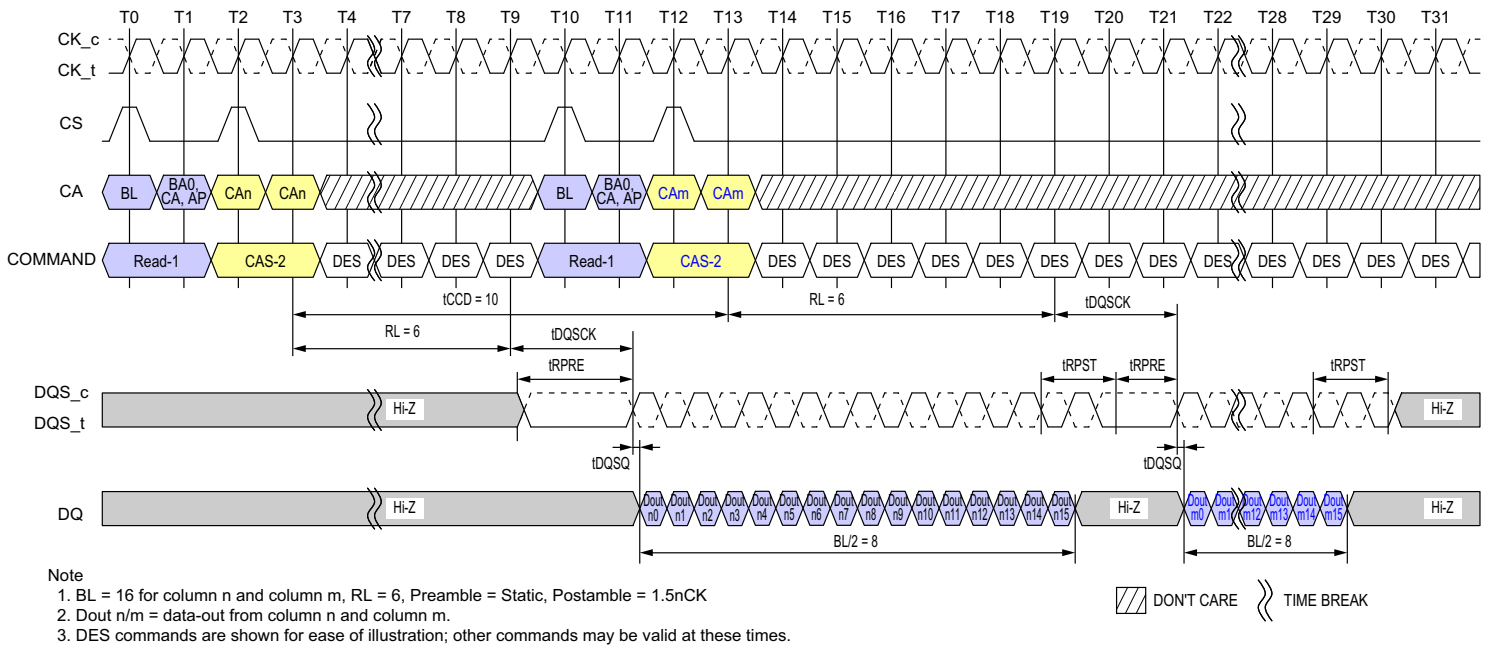 T0 T1 T2 T3 T4 T7 T8 T9 T10 T11 T12 T13 T14 T15 T16 T17 T18 T19 T20 T21 T22 T28 T29 T30 T31
CK_c
CK_t
CS
CA BL BA0, CA, AP CAn CAn BL BA0, CA, AP CAm CAm
COMMAND Read-1 CAS-2 DES DES DES DES Read-1 CAS-2 DES DES DES DES DES DES DES DES DES DES DES DES DES
tCCD = 10 RL = 6 tDQSCK
RL = 6 tDQSCK
tRPRE tRPST tRPRE tRPST
DQS_c
DQS_t
Hi-Z Hi-Z
tDQSQ tDQSQ
DQ Hi-Z Dout n0 Dout n1 Dout n2 Dout n3 Dout n4 Dout n5 Dout n6 Dout n7 Dout n8 Dout n9 Dout n10 Dout n11 Dout n12 Dout n13 Dout n14 Dout n15 Hi-Z Dout m0 Dout m1 Dout m12 Dout m13 Dout m14 Dout m15 Hi-Z
BL/2 = 8 BL/2 = 8
Note
1. BL = 16 for column n and column m, RL = 6, Preamble = Static, Postamble = 1.5nCK
2. Dout n/m = data-out from column n and column m.
3. DES commands are shown for ease of illustration; other commands may be valid at these times.
DON'T CARE TIME BREAK